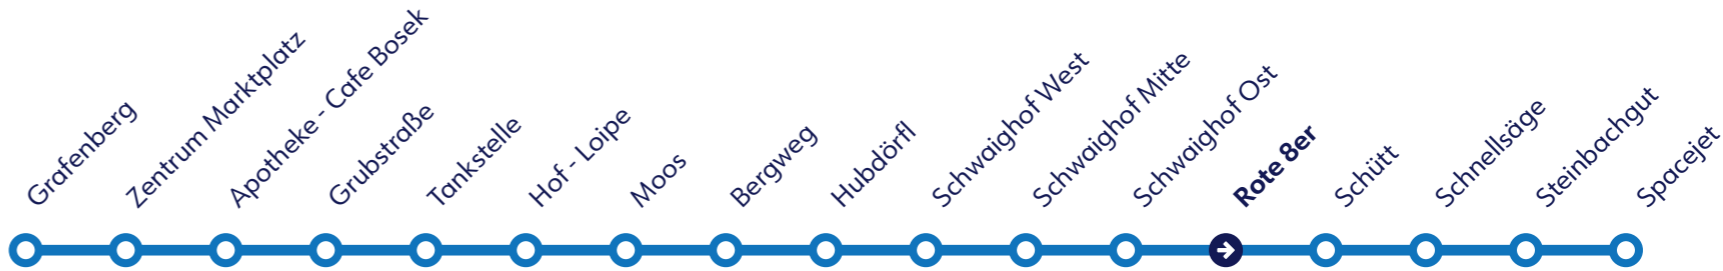 Grafenberg
Zentrum Marktplatz
Apotheke - Cafe Bosek
Grubstraße
Tankstelle
Hof - Loipe
Moos
Bergweg
Hubdörfl
Schwaighof West
Schwaighof Mitte
Schwaighof Ost
Rote 8er
Schütt
Schnellsäge
Steinbachgut
Spacejet